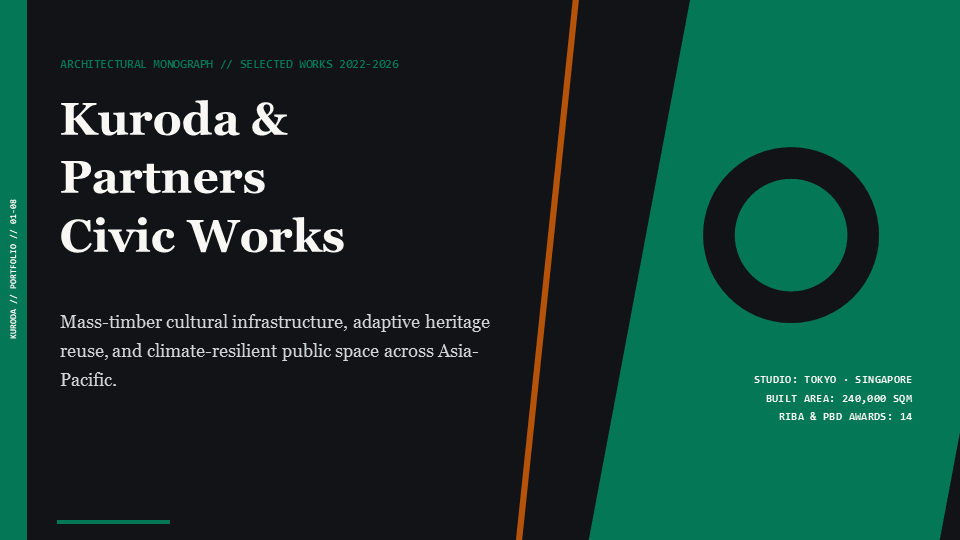 KURODA // PORTFOLIO // 01-08
ARCHITECTURAL MONOGRAPH // SELECTED WORKS 2022-2026
Kuroda &
Partners
Civic Works
Mass-timber cultural infrastructure, adaptive heritage
reuse, and climate-resilient public space across Asia-
Pacific.
STUDIO: TOKYO · SINGAPORE
BUILT AREA: 240,000 SQM
RIBA & PBD AWARDS: 14